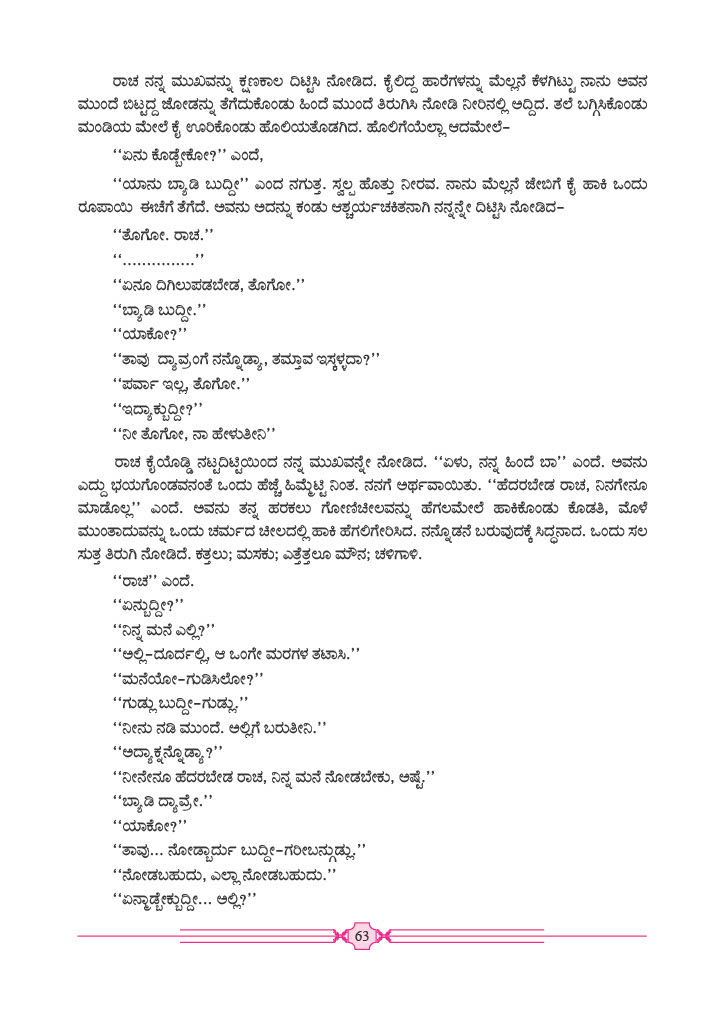 ರಾಚ ನನ್ನ ಮುಖವನ್ನು ಕ್ಷಣಕಾಲ ದಿಟ್ಟಿಸಿ ನೋಡಿದ. ಕೈಲಿದ್ದ ಹಾರೆಗಳನ್ನು ಮೆಲ್ಲನೆ ಕೆಳಗಿಟ್ಟು ನಾನು ಅವನ
ಮುಂದೆ ಬಿಟ್ಟದ್ದ ಜೋಡನ್ನು ತೆಗೆದುಕೊಂಡು ಹಿಂದೆ ಮುಂದೆ ತಿರುಗಿಸಿ ನೋಡಿ ನೀರಿನಲ್ಲಿ ಅದ್ದಿದ. ತಲೆ ಬಗ್ಗಿಸಿಕೊಂಡು
ಮಂಡಿಯ ಮೇಲೆ ಕೈ ಊರಿಕೊಂಡು ಹೊಲಿಯತೊಡಗಿದ. ಹೊಲಿಗೆಯೆಲ್ಲಾ ಆದಮೇಲೆ–
‘‘ಏನು ಕೊಡ್ಬೇಕೋ?’’ ಎಂದೆ,
‘‘ಯಾನು ಬ್ಯಾಡಿ ಬುದ್ದೀ’’ ಎಂದ ನಗುತ್ತ. ಸ್ವಲ್ಪ ಹೊತ್ತು ನೀರವ. ನಾನು ಮೆಲ್ಲನೆ ಜೇಬಿಗೆ ಕೈ ಹಾಕಿ ಒಂದು
ರೂಪಾಯಿ ಈಚೆಗೆ ತೆಗೆದೆ. ಅವನು ಅದನ್ನು ಕಂಡು ಆಶ್ಚರ್ಯಚಕಿತನಾಗಿ ನನ್ನನ್ನೇ ದಿಟ್ಟಿಸಿ ನೋಡಿದ–
‘‘ತೊಗೋ. ರಾಚ.’’
‘‘...............’’
‘‘ಏನೂ ದಿಗಿಲುಪಡಬೇಡ, ತೊಗೋ.’’
‘‘ಬ್ಯಾಡಿ ಬುದ್ದೀ.’’
‘‘ಯಾಕೋ?’’
‘‘ತಾವು ದ್ಯಾವ್ರಂಗೆ ನನ್ನೊಡ್ಯಾ, ತಮ್ತಾವ ಇಸ್ಕಳ್ಳದಾ?’’
‘‘ಪರ್ವಾ ಇಲ್ಲ, ತೊಗೋ.’’
‘‘ಇದ್ಯಾಕ್ಬುದ್ದೀ?’’
‘‘ನೀ ತೊಗೋ, ನಾ ಹೇಳುತೀನಿ’’
ರಾಚ ಕೈಯೊಡ್ಡಿ ನಟ್ಟದಿಟ್ಟಿಯಿಂದ ನನ್ನ ಮುಖವನ್ನೇ ನೋಡಿದ. ‘‘ಏಳು, ನನ್ನ ಹಿಂದೆ ಬಾ’’ ಎಂದೆ. ಅವನು
ಎದ್ದು ಭಯಗೊಂಡವನಂತೆ ಒಂದು ಹೆಜ್ಜೆ ಹಿಮ್ಮೆಟ್ಟಿ ನಿಂತ. ನನಗೆ ಅರ್ಥವಾಯಿತು. ‘‘ಹೆದರಬೇಡ ರಾಚ, ನಿನಗೇನೂ
ಮಾಡೊಲ್ಲ’’ ಎಂದೆ. ಅವನು ತನ್ನ ಹರಕಲು ಗೋಣಿಚೀಲವನ್ನು ಹೆಗಲಮೇಲೆ ಹಾಕಿಕೊಂಡು ಕೊಡತಿ, ಮೊಳೆ
ಮುಂತಾದುವನ್ನು ಒಂದು ಚರ್ಮದ ಚೀಲದಲ್ಲಿ ಹಾಕಿ ಹೆಗಲಿಗೇರಿಸಿದ. ನನ್ನೊಡನೆ ಬರುವುದಕ್ಕೆ ಸಿದ್ಧನಾದ. ಒಂದು ಸಲ
ಸುತ್ತ ತಿರುಗಿ ನೋಡಿದೆ. ಕತ್ತಲು; ಮಸಕು; ಎತ್ತೆತ್ತಲೂ ಮೌನ; ಚಳಿಗಾಳಿ.
‘‘ರಾಚ’’ ಎಂದೆ.
‘‘ಏನ್ಬುದ್ದೀ?’’
‘‘ನಿನ್ನ ಮನೆ ಎಲ್ಲಿ?’’
‘‘ಅಲ್ಲಿ–ದೂರ್ದಲ್ಲಿ, ಆ ಒಂಗೇ ಮರಗಳ ತಟಾಸಿ.’’
‘‘ಮನೆಯೋ–ಗುಡಿಸಿಲೋ?’’
‘‘ಗುಡ್ಲು ಬುದ್ದೀ–ಗುಡ್ಲು.’’
‘‘ನೀನು ನಡಿ ಮುಂದೆ. ಅಲ್ಲಿಗೆ ಬರುತೀನಿ.’’
‘‘ಅದ್ಯಾಕ್ನನ್ನೊಡ್ಯಾ?’’
‘‘ನೀನೇನೂ ಹೆದರಬೇಡ ರಾಚ, ನಿನ್ನ ಮನೆ ನೋಡಬೇಕು, ಅಷ್ಟೆ.’’
‘‘ಬ್ಯಾಡಿ ದ್ಯಾವ್ರೇ.’’
‘‘ಯಾಕೋ?’’
‘‘ತಾವು... ನೋಡ್ಬಾರ್ದು ಬುದ್ದೀ–ಗರೀಬನ್ಗುಡ್ಲು.’’
‘‘ನೋಡಬಹುದು, ಎಲ್ಲಾ ನೋಡಬಹುದು.’’
‘‘ಏನ್ಮಾಡ್ಬೇಕ್ಬುದ್ದೀ... ಅಲ್ಲಿ?’’
63